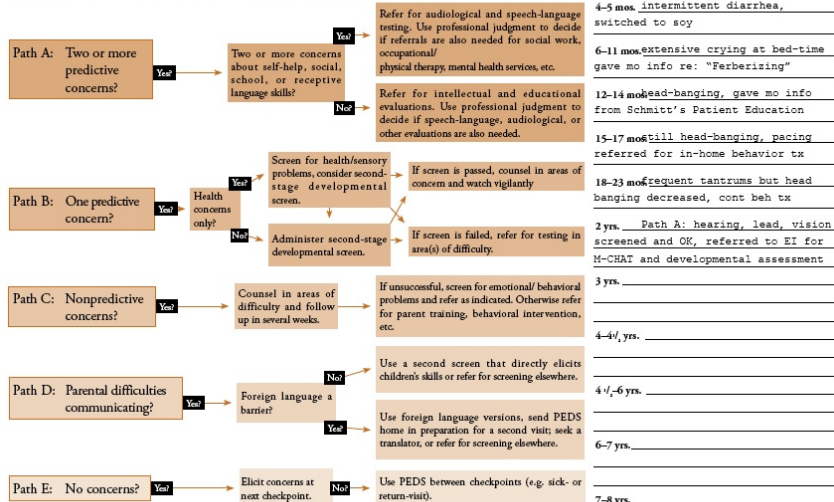 Path A: Two or more
predictive
concerns?
Yes?
Two or more concerns
about self-help, social,
school, or receptive
language skills?
Yes?
Refer for audiological and speech-language
testing. Use professional judgment to decide
if referrals are also needed for social work,
occupational/
physical therapy, mental health services, etc.
No?
Refer for intellectual and educational
evaluations. Use professional judgment to
decide if speech-language, audiological, or
other evaluations are also needed.
Path B: One predictive
concern?
Yes?
Health
concerns
only?
Yes?
Screen for health/sensory
problems, consider second-
stage developmental
screen.
If screen is passed, counsel in areas of
concern and watch vigilantly
No?
Administer second-stage
developmental screen.
If screen is failed, refer for testing in
area(s) of difficulty.
Path C: Nonpredictive
concerns?
Yes?
Counsel in areas of
difficulty and follow
up in several weeks.
If unsuccessful, screen for emotional/ behavioral
problems and refer as indicated. Otherwise refer
for parent training, behavioral intervention,
etc.
Path D: Parental difficulties
communicating?
Yes?
Foreign language a
barrier?
No?
Use a second screen that directly elicits
children's skills or refer for screening elsewhere.
Yes?
Use foreign language versions, send PEDS
home in preparation for a second visit; seek a
translator, or refer for screening elsewhere.
Path E: No concerns?
Yes?
Elicit concerns at
next checkpoint.
No?
Use PEDS between checkpoints (e.g. sick- or
return-visit).
4–5 mos. intermittent diarrhea,
switched to soy
6–11 mos. extensive crying at bed-time
gave mo info re: "Ferberizing"
12–14 mos. head-banging, gave mo info
from Schmitt's Patient Education
15–17 mos. still head-banging, pacing
referred for in-home behavior tx
18–23 mos. frequent tantrums but head
banging decreased, cont beh tx
2 yrs. Path A: hearing, lead, vision
screened and OK, referred to EI for
M-CHAT and developmental assessment
3 yrs.
4–4½ yrs.
4 ½–6 yrs.
6–7 yrs.
7–8 yrs.